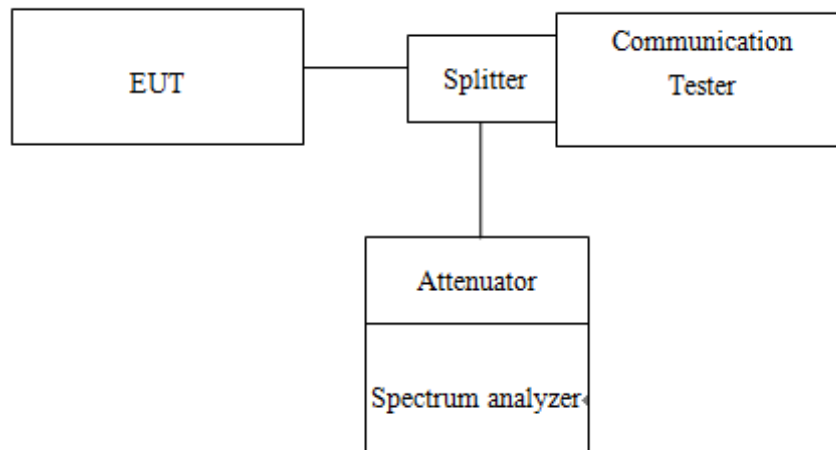 EUT
Splitter
Communication
Tester
Attenuator
Spectrum analyzer